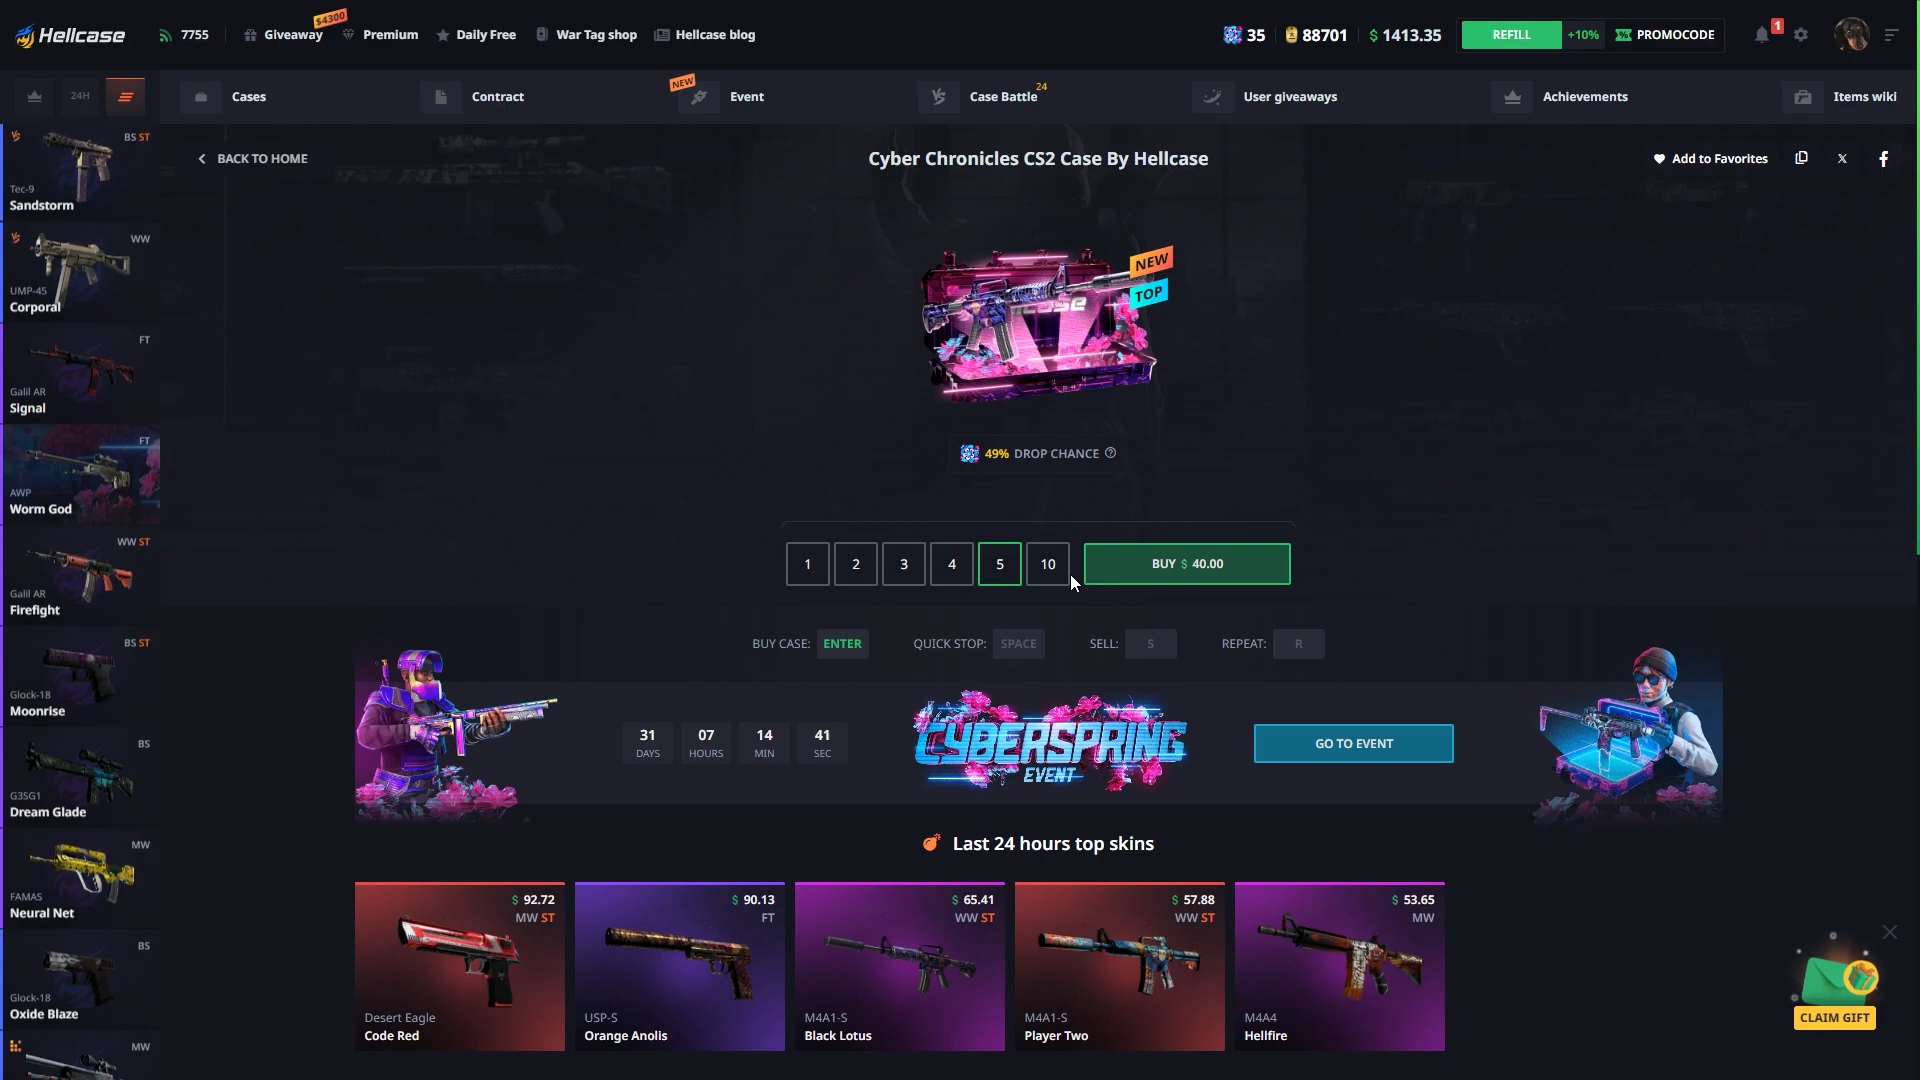 Hellcase
7755
Giveaway
$4300
Premium
Daily Free
War Tag shop
Hellcase blog
35
88701
$ 1413.35
REFILL
+10%
PROMOCODE
1
24H
Cases
Contract
NEW
Event
Case Battle
24
User giveaways
Achievements
Items wiki
BACK TO HOME
Cyber Chronicles CS2 Case By Hellcase
Add to Favorites
BS ST
Tec-9
Sandstorm
WW
UMP-45
Corporal
FT
Galil AR
Signal
FT
AWP
Worm God
WW ST
Galil AR
Firefight
BS ST
Glock-18
Moonrise
BS
G3SG1
Dream Glade
MW
FAMAS
Neural Net
BS
Glock-18
Oxide Blaze
MW
NEW
TOP
49% DROP CHANCE
1
2
3
4
5
10
BUY $ 40.00
BUY CASE: ENTER
QUICK STOP: SPACE
SELL: S
REPEAT: R
31
DAYS
07
HOURS
14
MIN
41
SEC
CYBERSPRING
EVENT
GO TO EVENT
Last 24 hours top skins
$ 92.72
MW ST
Desert Eagle
Code Red
$ 90.13
FT
USP-S
Orange Anolis
$ 65.41
WW ST
M4A1-S
Black Lotus
$ 57.88
WW ST
M4A1-S
Player Two
$ 53.65
MW
M4A4
Hellfire
CLAIM GIFT